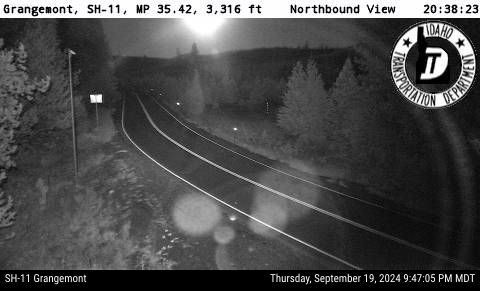 Grangemont, SH-11, MP 35.42, 3,316 ft Northbound View 20:38:23
IDAHO
TRANSPORTATION DEPARTMENT
SH-11 Grangemont Thursday, September 19, 2024 9:47:05 PM MDT